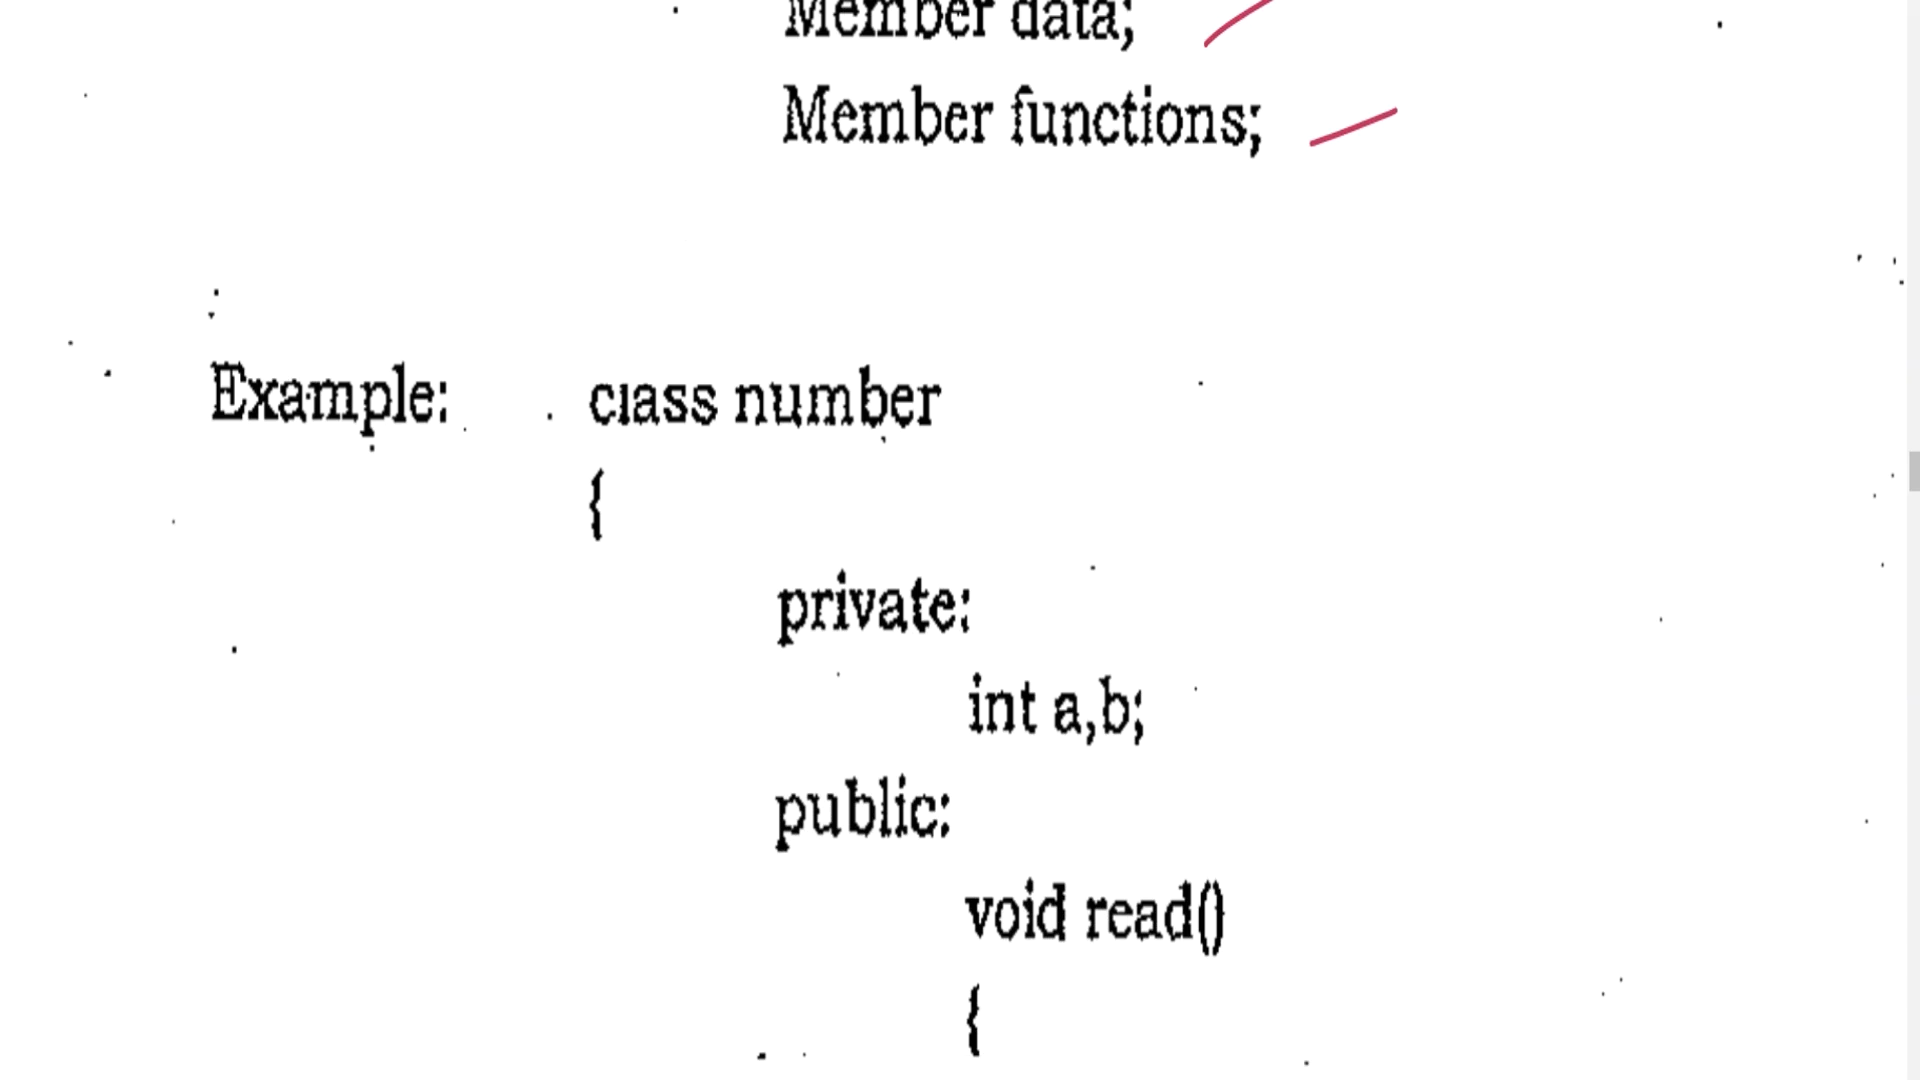 Member data;
Member functions;
Example: class number
{
private:
int a,b;
public:
void read()
{